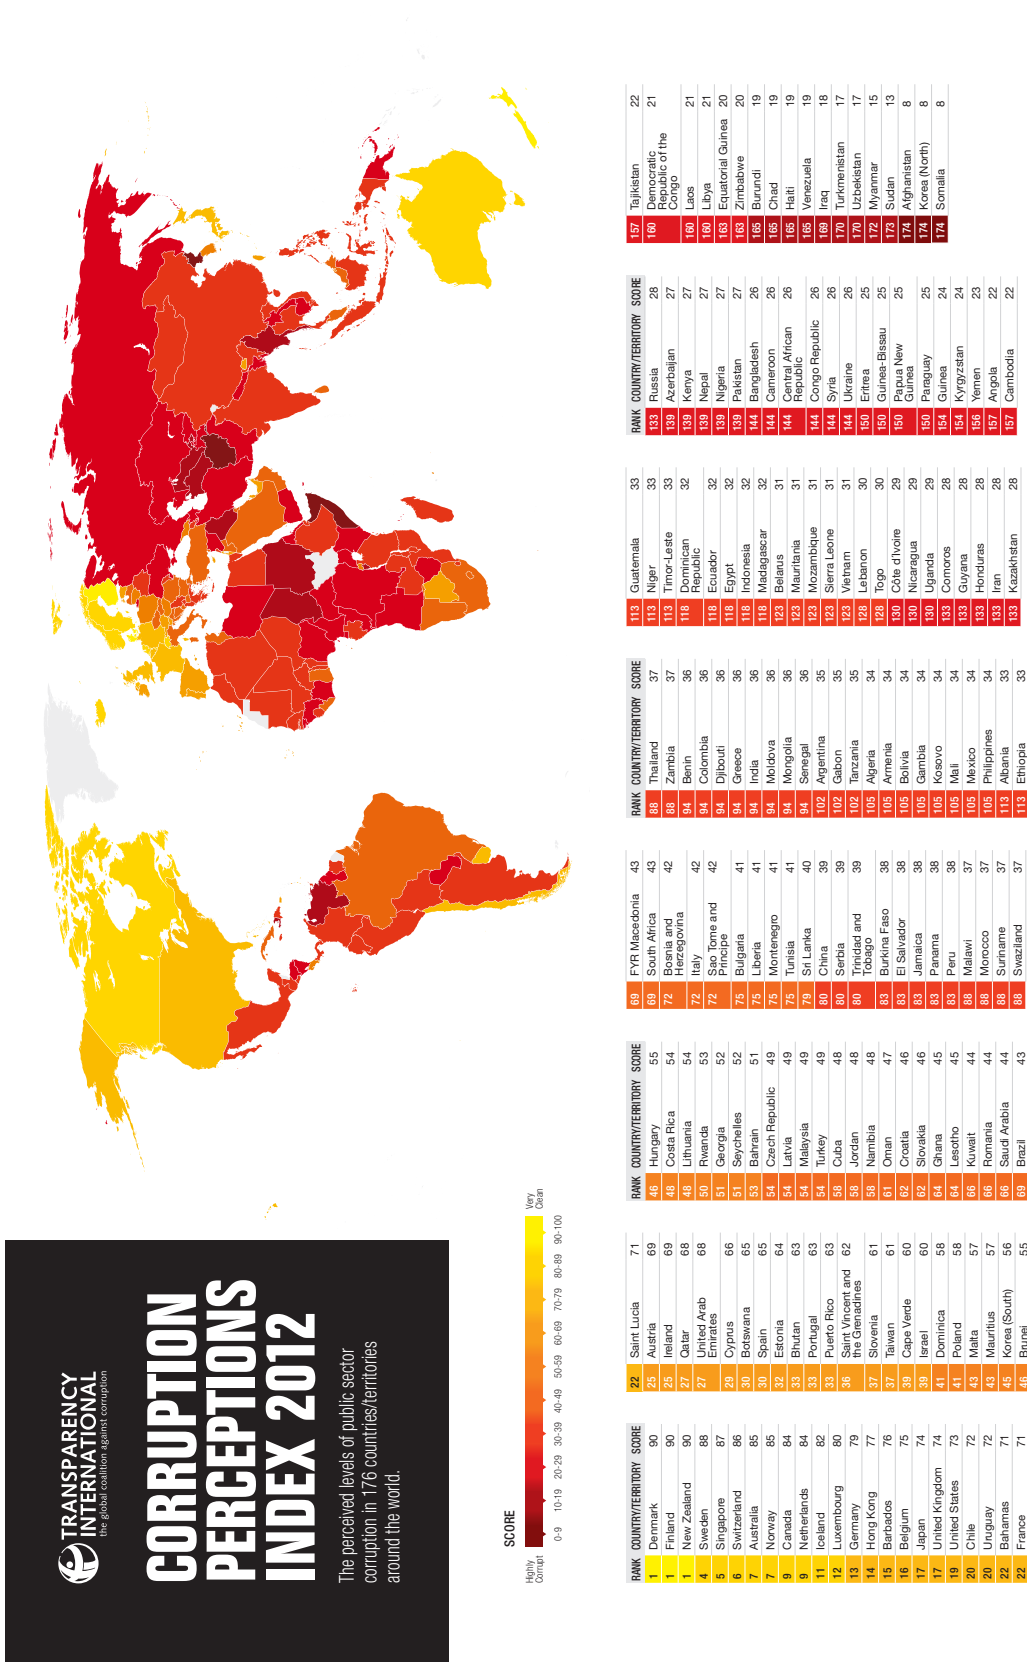 TRANSPARENCY
INTERNATIONAL
the global coalition against corruption
CORRUPTION
PERCEPTIONS
INDEX 2012
The perceived levels of public sector
corruption in 176 countries/territories
around the world.
SCORE
Highly
Corrupt
Very
Clean
0-9 10-19 20-29 30-39 40-49 50-59 60-69 70-79 80-89 90-100
RANK COUNTRY/TERRITORY SCORE
1 Denmark 90
1 Finland 90
1 New Zealand 90
4 Sweden 88
5 Singapore 87
6 Switzerland 86
7 Australia 85
7 Norway 85
9 Canada 84
9 Netherlands 84
11 Iceland 82
12 Luxembourg 80
13 Germany 79
14 Hong Kong 77
15 Barbados 76
16 Belgium 75
17 Japan 74
17 United Kingdom 74
19 United States 73
20 Chile 72
20 Uruguay 72
22 Bahamas 71
22 France 71
22 Saint Lucia 71
25 Austria 69
25 Ireland 69
27 Qatar 68
27 United Arab 68
Emirates
29 Cyprus 66
30 Botswana 65
30 Spain 65
32 Estonia 64
33 Bhutan 63
33 Portugal 63
33 Puerto Rico 63
36 Saint Vincent and 62
the Grenadines
37 Slovenia 61
37 Taiwan 61
39 Cape Verde 60
39 Israel 60
41 Dominica 58
41 Poland 58
43 Malta 57
43 Mauritius 57
45 Korea (South) 56
46 Brunei 55
RANK COUNTRY/TERRITORY SCORE
46 Hungary 55
48 Costa Rica 54
48 Lithuania 54
50 Rwanda 53
51 Georgia 52
51 Seychelles 52
53 Bahrain 51
54 Czech Republic 49
54 Latvia 49
54 Malaysia 49
54 Turkey 49
58 Cuba 48
58 Jordan 48
58 Namibia 48
61 Oman 47
62 Croatia 46
62 Slovakia 46
64 Ghana 45
64 Lesotho 45
66 Kuwait 44
66 Romania 44
66 Saudi Arabia 44
69 Brazil 43
69 FYR Macedonia 43
69 South Africa 43
72 Bosnia and 42
Herzegovina
72 Italy 42
72 Sao Tome and 42
Principe
75 Bulgaria 41
75 Liberia 41
75 Montenegro 41
75 Tunisia 41
79 Sri Lanka 40
80 China 39
80 Serbia 39
80 Trinidad and 39
Tobago
83 Burkina Faso 38
83 El Salvador 38
83 Jamaica 38
83 Panama 38
83 Peru 38
88 Malawi 37
88 Morocco 37
88 Suriname 37
88 Swaziland 37
RANK COUNTRY/TERRITORY SCORE
88 Thailand 37
88 Zambia 37
94 Benin 36
94 Colombia 36
94 Djibouti 36
94 Greece 36
94 India 36
94 Moldova 36
94 Mongolia 36
94 Senegal 36
102 Argentina 35
102 Gabon 35
102 Tanzania 35
105 Algeria 34
105 Armenia 34
105 Bolivia 34
105 Gambia 34
105 Kosovo 34
105 Mali 34
105 Mexico 34
105 Philippines 34
113 Albania 33
113 Ethiopia 33
113 Guatemala 33
113 Niger 33
113 Timor-Leste 33
118 Dominican 32
Republic
118 Ecuador 32
118 Egypt 32
118 Indonesia 32
118 Madagascar 32
123 Belarus 31
123 Mauritania 31
123 Mozambique 31
123 Sierra Leone 31
123 Vietnam 31
128 Lebanon 30
128 Togo 30
130 Côte d'Ivoire 29
130 Nicaragua 29
130 Uganda 29
133 Comoros 28
133 Guyana 28
133 Honduras 28
133 Iran 28
133 Kazakhstan 28
RANK COUNTRY/TERRITORY SCORE
133 Russia 28
139 Azerbaijan 27
139 Kenya 27
139 Nepal 27
139 Nigeria 27
139 Pakistan 27
144 Bangladesh 26
144 Cameroon 26
144 Central African 26
Republic
144 Congo Republic 26
144 Syria 26
144 Ukraine 26
150 Eritrea 25
150 Guinea-Bissau 25
150 Papua New 25
Guinea
150 Paraguay 25
154 Guinea 24
154 Kyrgyzstan 24
156 Yemen 23
157 Angola 22
157 Cambodia 22
157 Tajikistan 22
160 Democratic 21
Republic of the
Congo
160 Laos 21
160 Libya 21
163 Equatorial Guinea 20
163 Zimbabwe 20
165 Burundi 19
165 Chad 19
165 Haiti 19
165 Venezuela 19
169 Iraq 18
170 Turkmenistan 17
170 Uzbekistan 17
172 Myanmar 15
173 Sudan 13
174 Afghanistan 8
174 Korea (North) 8
174 Somalia 8